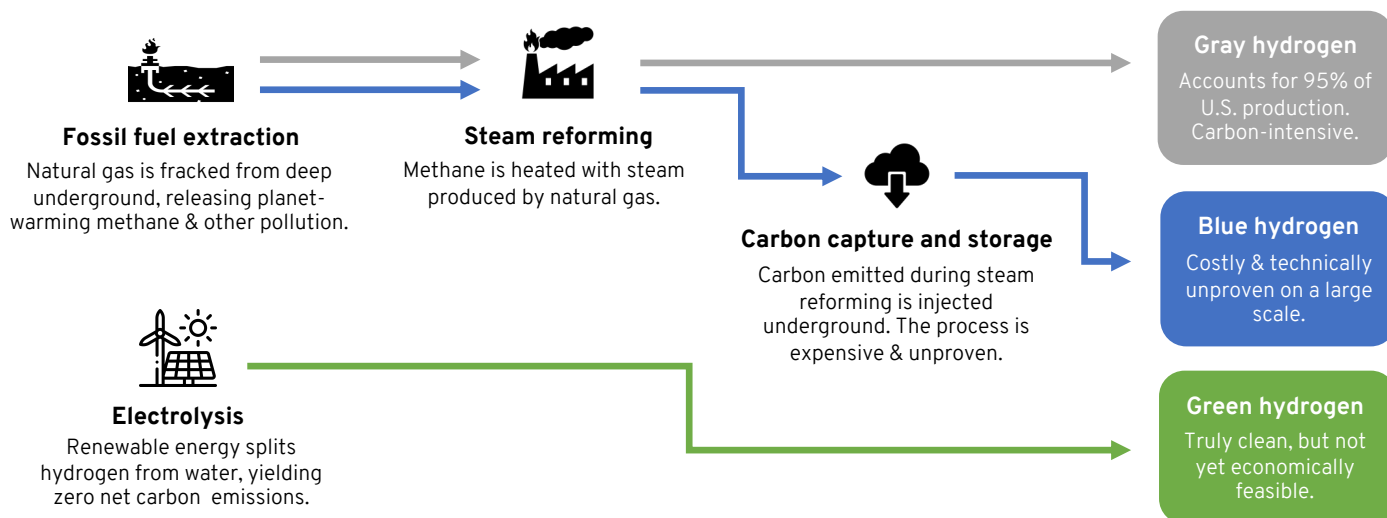 Fossil fuel extraction
Natural gas is fracked from deep
underground, releasing planet-
warming methane & other pollution.
Steam reforming
Methane is heated with steam
produced by natural gas.
Carbon capture and storage
Carbon emitted during steam
reforming is injected
underground. The process is
expensive & unproven.
Gray hydrogen
Accounts for 95% of
U.S. production.
Carbon-intensive.
Blue hydrogen
Costly & technically
unproven on a large
scale.
Electrolysis
Renewable energy splits
hydrogen from water, yielding
zero net carbon emissions.
Green hydrogen
Truly clean, but not
yet economically
feasible.